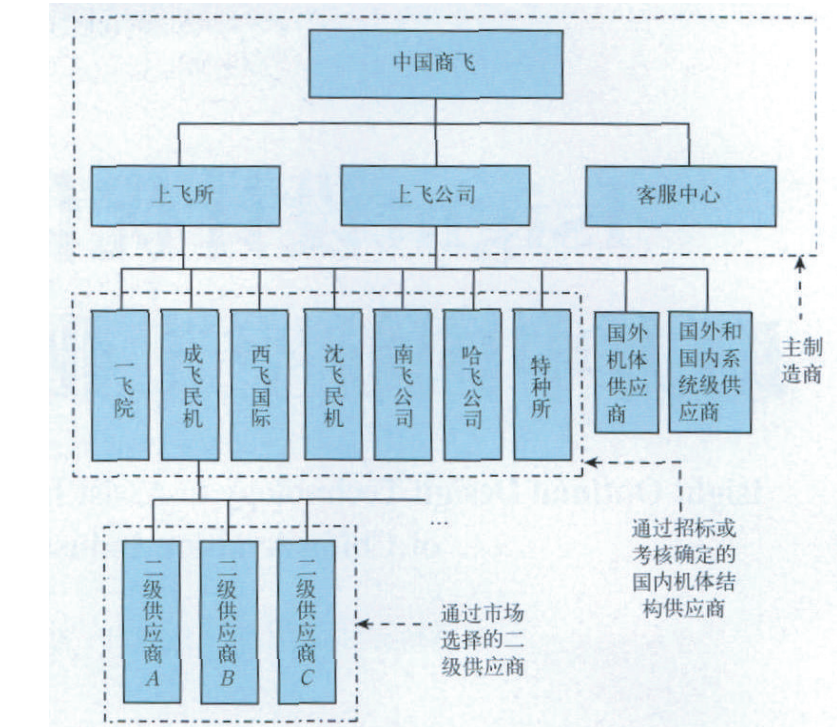 中国商飞
上飞所
上飞公司
客服中心
一飞院
成飞民机
西飞国际
沈飞民机
南飞公司
哈飞公司
特种所
国外
机体
供应
商
国外和
国内系
统级供
应商
主制
造商
…
通过招标或
考核确定的
国内机体结
构供应商
二级供应商A
二级供应商B
二级供应商C
通过市场
选择的二
级供应商